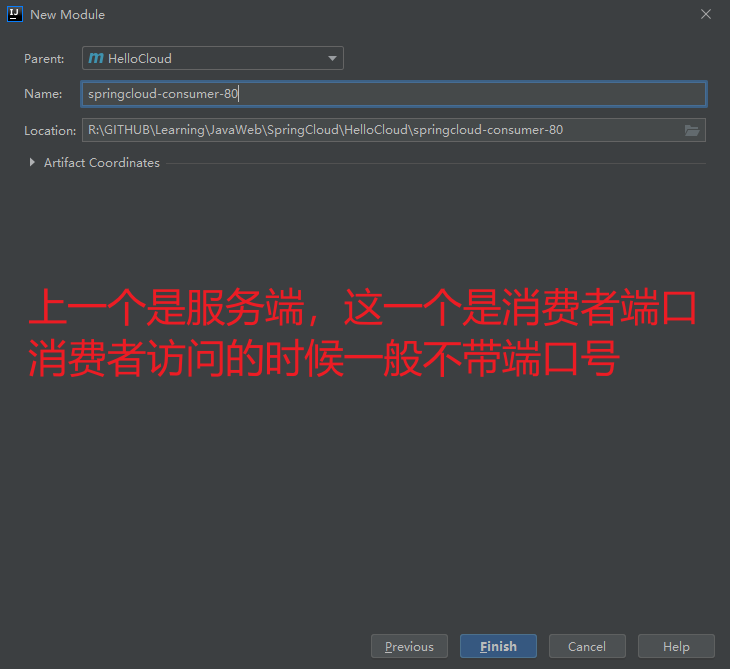 New Module
Parent: HelloCloud
Name: springcloud-consumer-80
Location: R:\GITHUB\Learning\JavaWeb\SpringCloud\HelloCloud\springcloud-consumer-80
Artifact Coordinates
上一个是服务端，这一个是消费者端口
消费者访问的时候一般不带端口号
Previous Finish Cancel Help